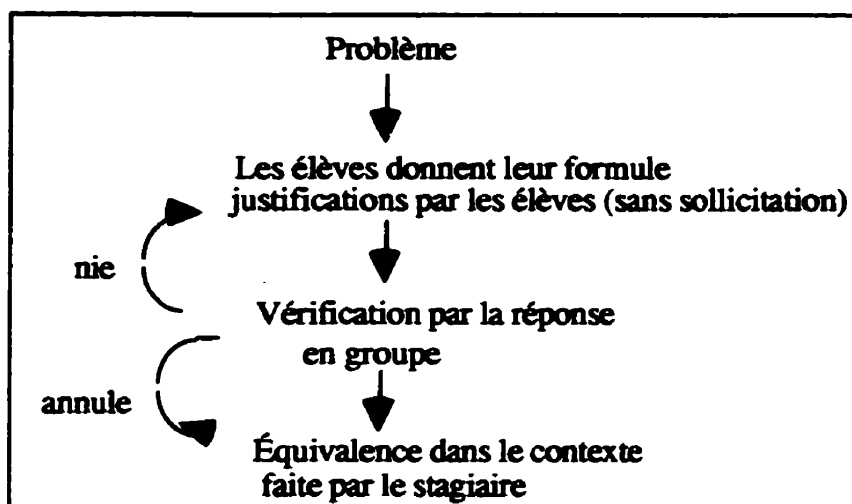 Problème
Les élèves donnent leur formule
justifications par les élèves (sans sollicitation)
nie
Vérification par la réponse
en groupe
annule
Équivalence dans le contexte
faite par le stagiaire